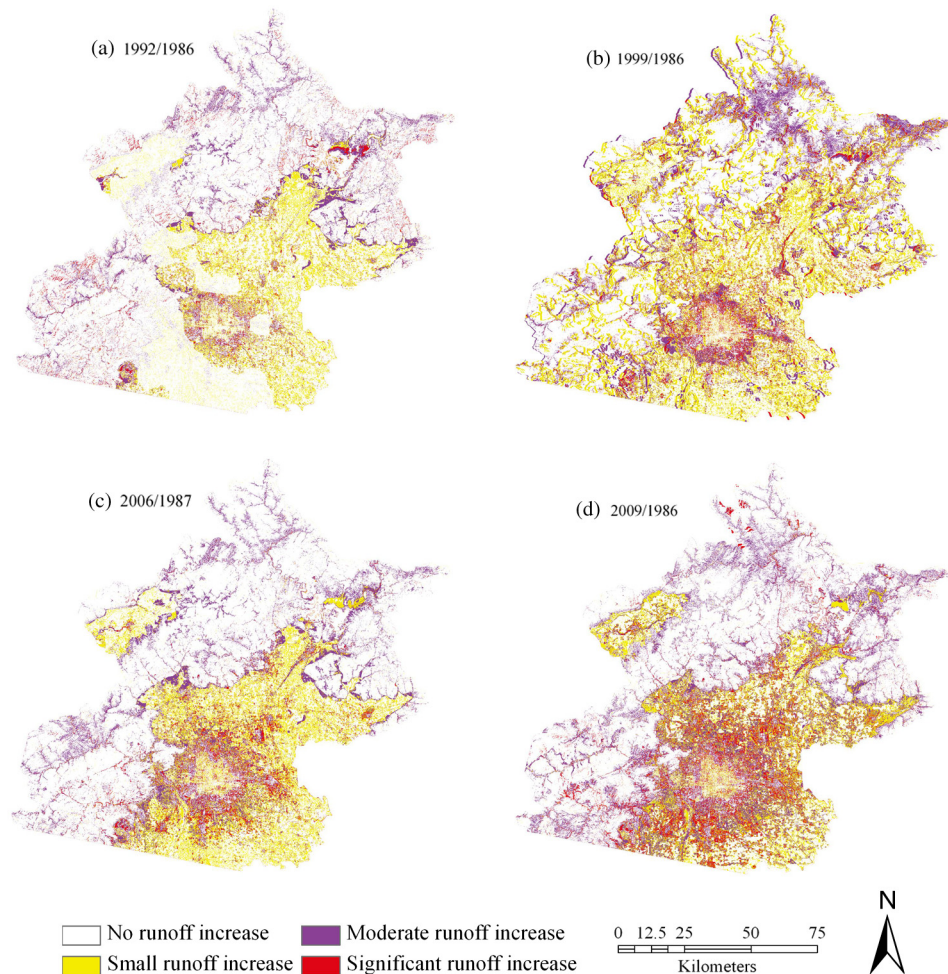 (a) 1992/1986
(b) 1999/1986
(c) 2006/1987
(d) 2009/1986
No runoff increase
Moderate runoff increase
Small runoff increase
Significant runoff increase
0 12.5 25 50 75
Kilometers
N